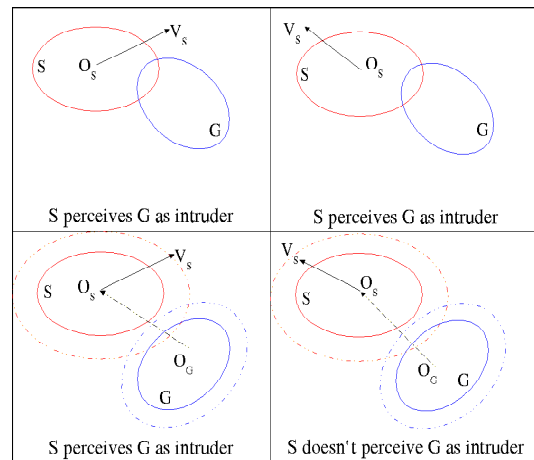 S
O_S
V_S
G
S perceives G as intruder
V_S
S
O_S
G
S perceives G as intruder
V_S
O_S
S
O_G
G
S perceives G as intruder
V_S
S
O_S
O_G
G
S doesn't perceive G as intruder